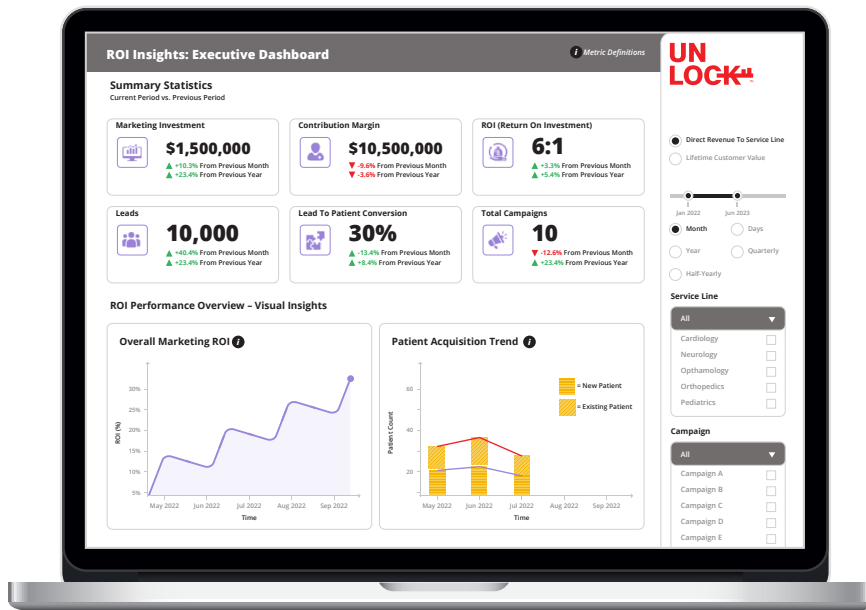 ROI Insights: Executive Dashboard
i Metric Definitions
UN
LOCK
Summary Statistics
Current Period vs. Previous Period
Marketing Investment
$1,500,000
+10.3% From Previous Month
+23.4% From Previous Year
Contribution Margin
$10,500,000
-9.6% From Previous Month
-3.6% From Previous Year
ROI (Return On Investment)
6:1
+3.3% From Previous Month
+5.4% From Previous Year
Leads
10,000
+40.4% From Previous Month
+23.4% From Previous Year
Lead To Patient Conversion
30%
-13.4% From Previous Month
+8.4% From Previous Year
Total Campaigns
10
-12.6% From Previous Month
+23.4% From Previous Year
ROI Performance Overview – Visual Insights
Overall Marketing ROI i
ROI (%)
30%
25%
20%
15%
10%
5%
May 2022 Jun 2022 Jul 2022 Aug 2022 Sep 2022
Time
Patient Acquisition Trend i
= New Patient
= Existing Patient
Patient Count
60
40
20
May 2022 Jun 2022 Jul 2022 Aug 2022 Sep 2022
Time
Direct Revenue To Service Line
Lifetime Customer Value
Jan 2022 Jun 2023
Month Days
Year Quarterly
Half-Yearly
Service Line
All
Cardiology
Neurology
Opthamology
Orthopedics
Pediatrics
Campaign
All
Campaign A
Campaign B
Campaign C
Campaign D
Campaign E